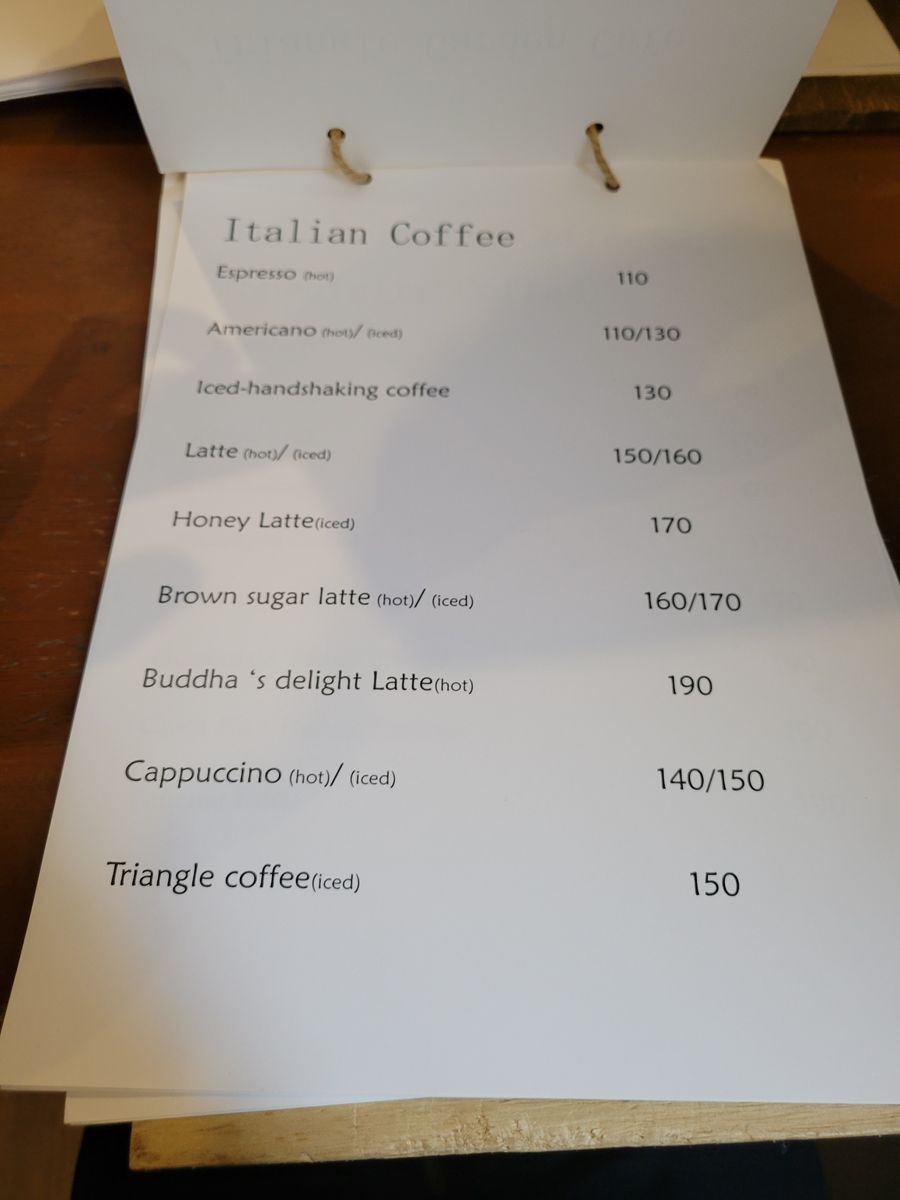 Italian Coffee
Espresso (hot) 110
Americano (hot)/ (iced) 110/130
Iced-handshaking coffee 130
Latte (hot)/ (iced) 150/160
Honey Latte(iced) 170
Brown sugar latte (hot)/ (iced) 160/170
Buddha ‘s delight Latte(hot) 190
Cappuccino (hot)/ (iced) 140/150
Triangle coffee(iced) 150